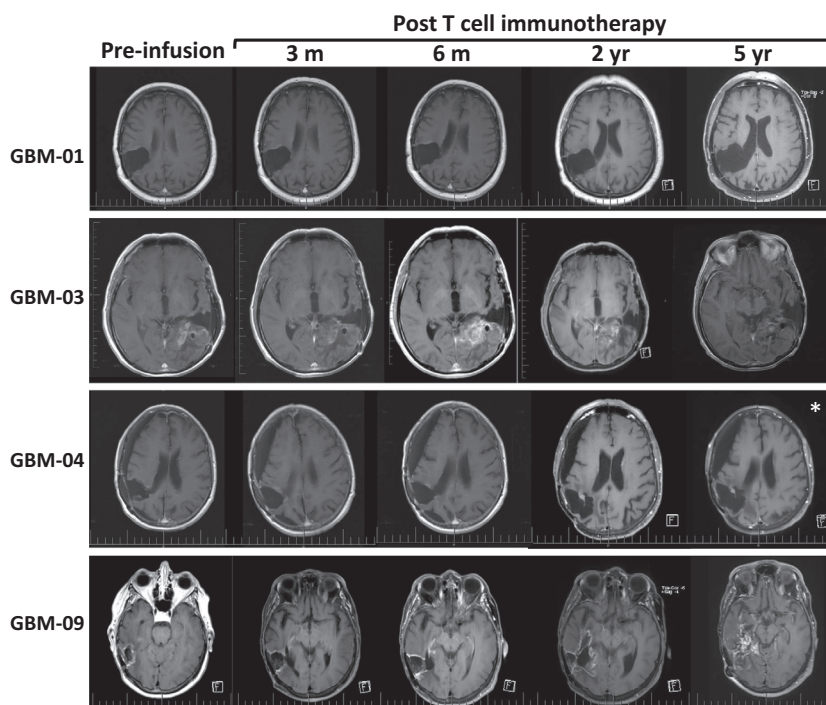 Post T cell immunotherapy
Pre-infusion 3 m 6 m 2 yr 5 yr
GBM-01
F
F
GBM-03
F
GBM-04
*
F
F
GBM-09
F
F
F
F